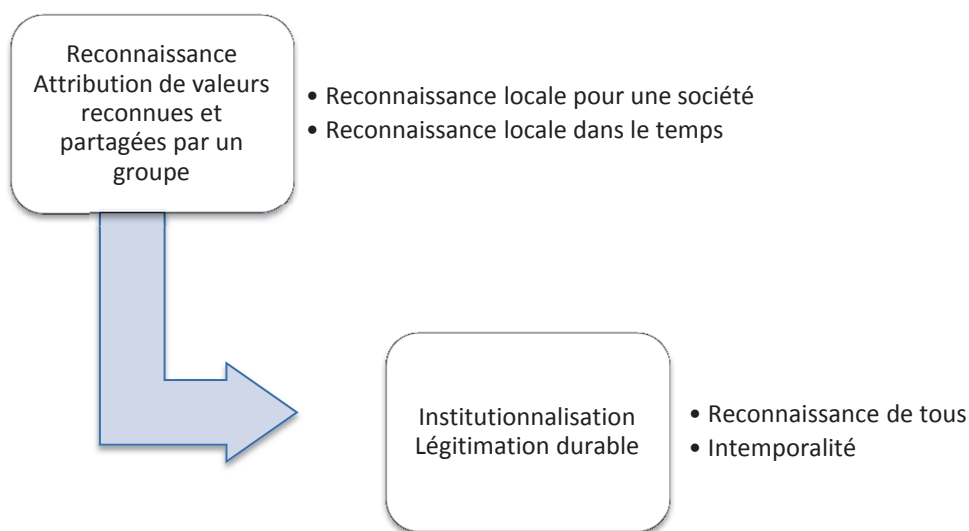 Reconnaissance
Attribution de valeurs
reconnues et
partagées par un
groupe
• Reconnaissance locale pour une société
• Reconnaissance locale dans le temps
Institutionnalisation
Légitimation durable
• Reconnaissance de tous
• Intemporalité